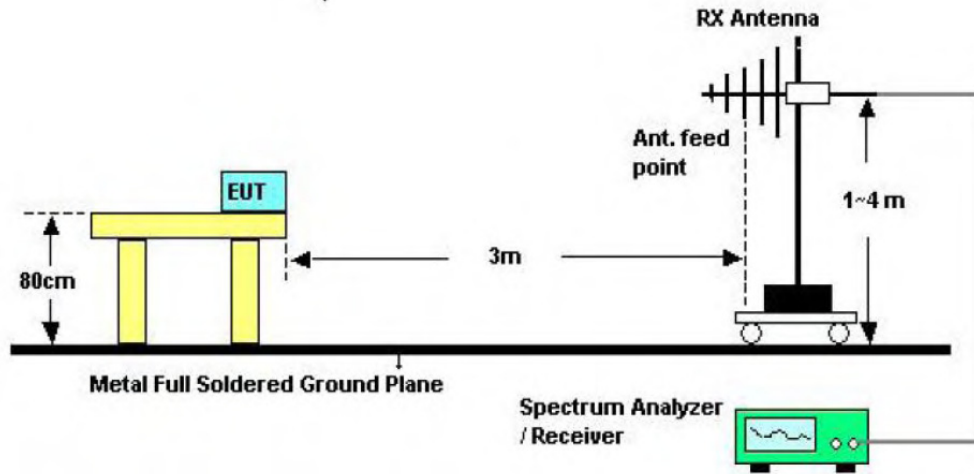 RX Antenna
Ant. feed
point
EUT
1~4 m
3m
80cm
Metal Full Soldered Ground Plane
Spectrum Analyzer
/ Receiver